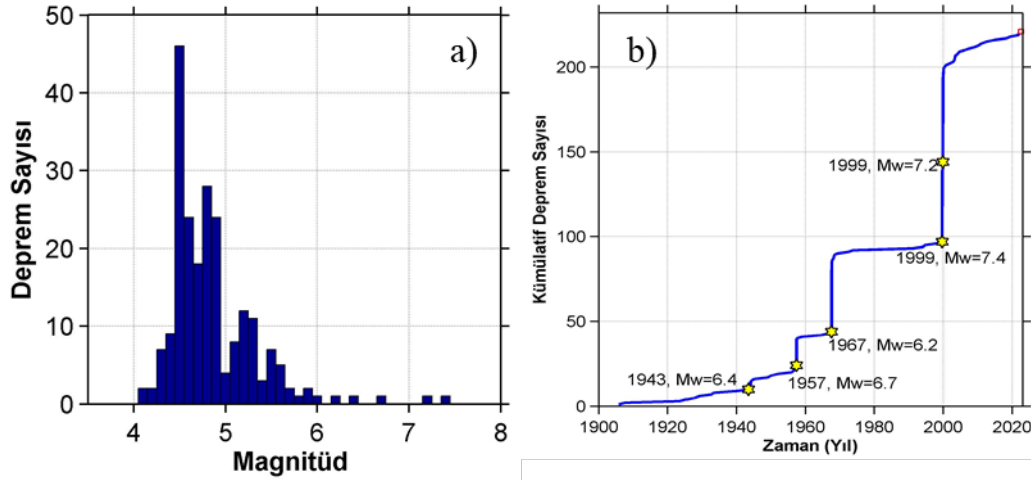 a)
50
40
30
20
10
0
Deprem Sayısı
4
5
6
7
8
Magnitüd
b)
200
150
100
50
0
Kümülatif Deprem Sayısı
1999, Mw=7.2
1999, Mw=7.4
1967, Mw=6.2
1943, Mw=6.4
1957, Mw=6.7
1900
1920
1940
1960
1980
2000
2020
Zaman (Yıl)